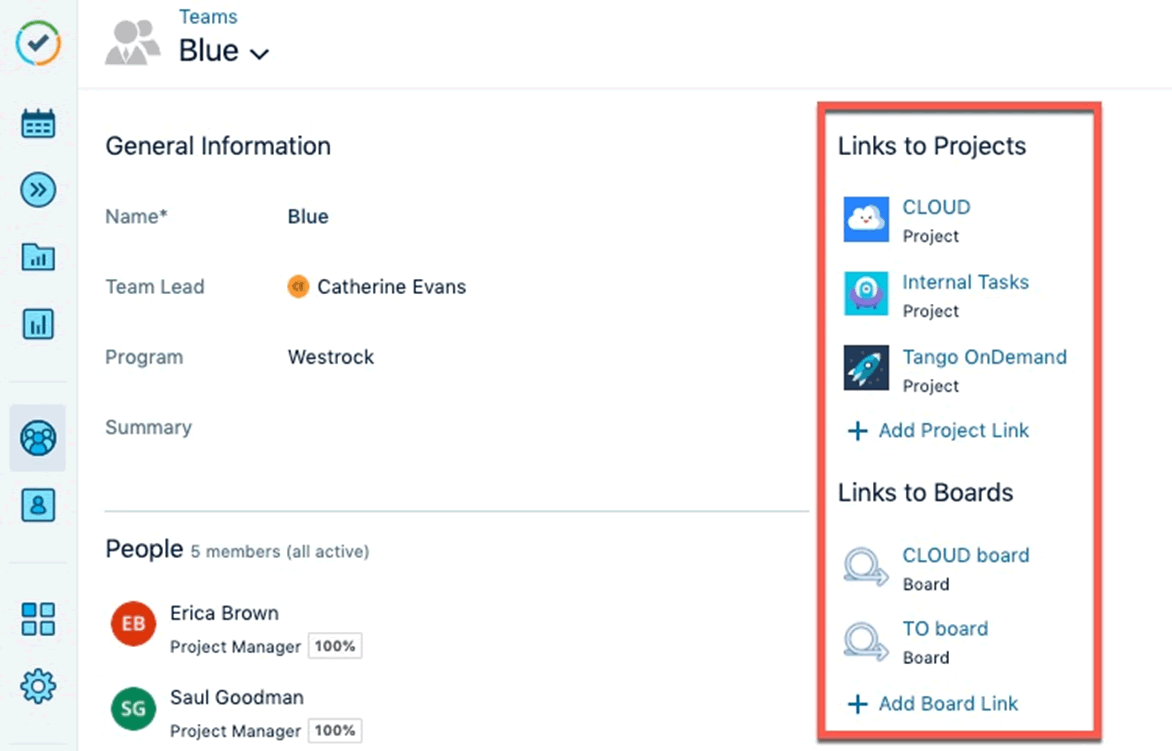 Teams
Blue
General Information
Name*
Blue
Team Lead
Catherine Evans
Program
Westrock
Summary
People 5 members (all active)
EB
Erica Brown
Project Manager 100%
SG
Saul Goodman
Project Manager 100%
Links to Projects
CLOUD
Project
Internal Tasks
Project
Tango OnDemand
Project
+ Add Project Link
Links to Boards
CLOUD board
Board
TO board
Board
+ Add Board Link